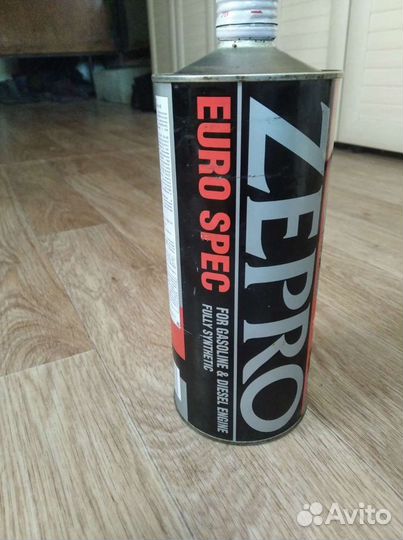 ZEPRO
EURO SPEC
FOR GASOLINE & DIESEL ENGINE
FULLY SYNTHETIC
Avito